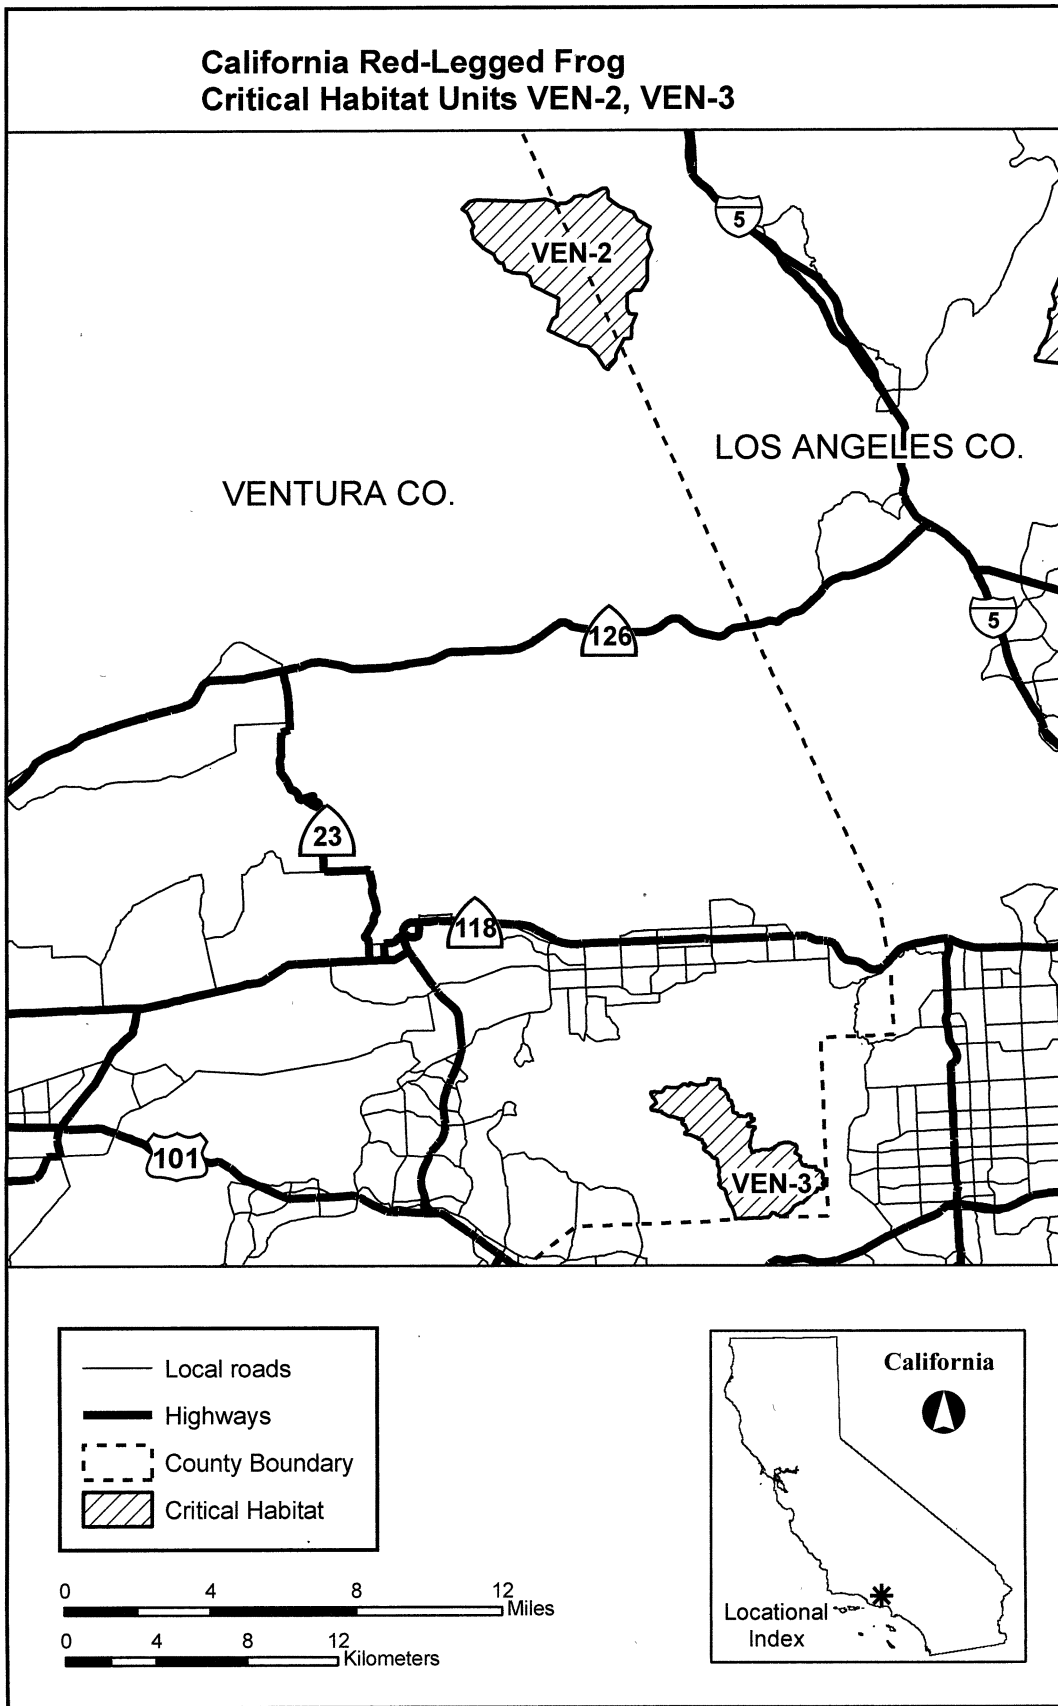 California Red-Legged Frog
Critical Habitat Units VEN-2, VEN-3
5
VEN-2
LOS ANGELES CO.
VENTURA CO.
126
5
23
118
101
VEN-3
Local roads
Highways
County Boundary
Critical Habitat
0 4 8 12
Miles
0 4 8 12
Kilometers
California
Locational
Index